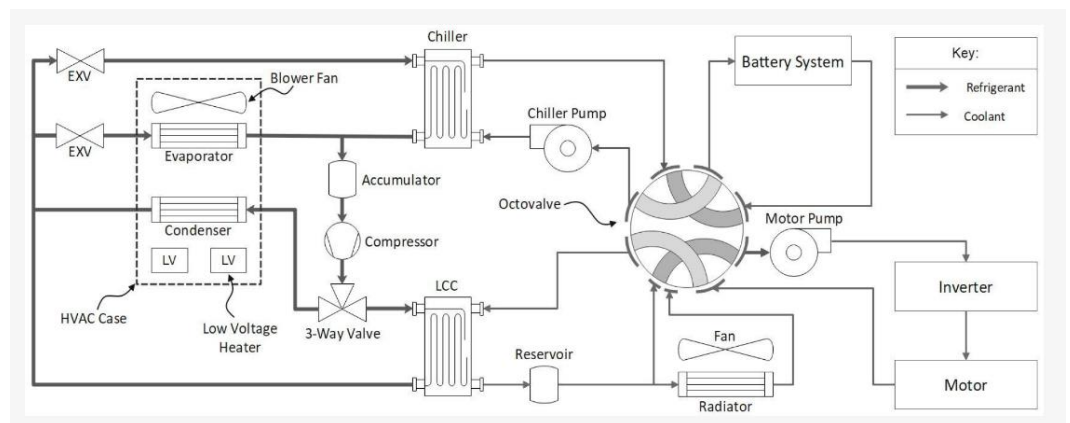 Chiller
Key:
EXV
Blower Fan
Battery System
Refrigerant
Coolant
Chiller Pump
EXV
Evaporator
Accumulator
Octovalve
Motor Pump
Condenser
Compressor
LV
LV
LCC
Inverter
HVAC Case
Low Voltage
Heater
3-Way Valve
Fan
Reservoir
Motor
Radiator